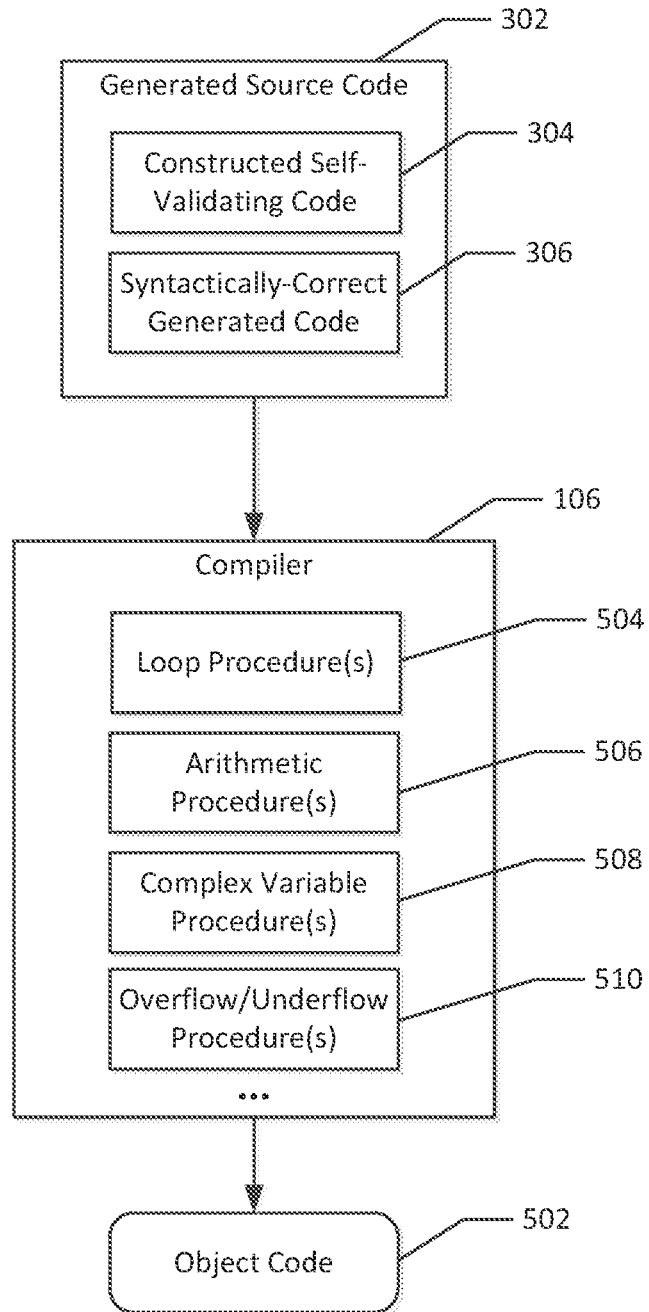 302
Generated Source Code
304
Constructed Self-
Validating Code
306
Syntactically-Correct
Generated Code
106
Compiler
504
Loop Procedure(s)
506
Arithmetic
Procedure(s)
508
Complex Variable
Procedure(s)
510
Overflow/Underflow
Procedure(s)
...
502
Object Code